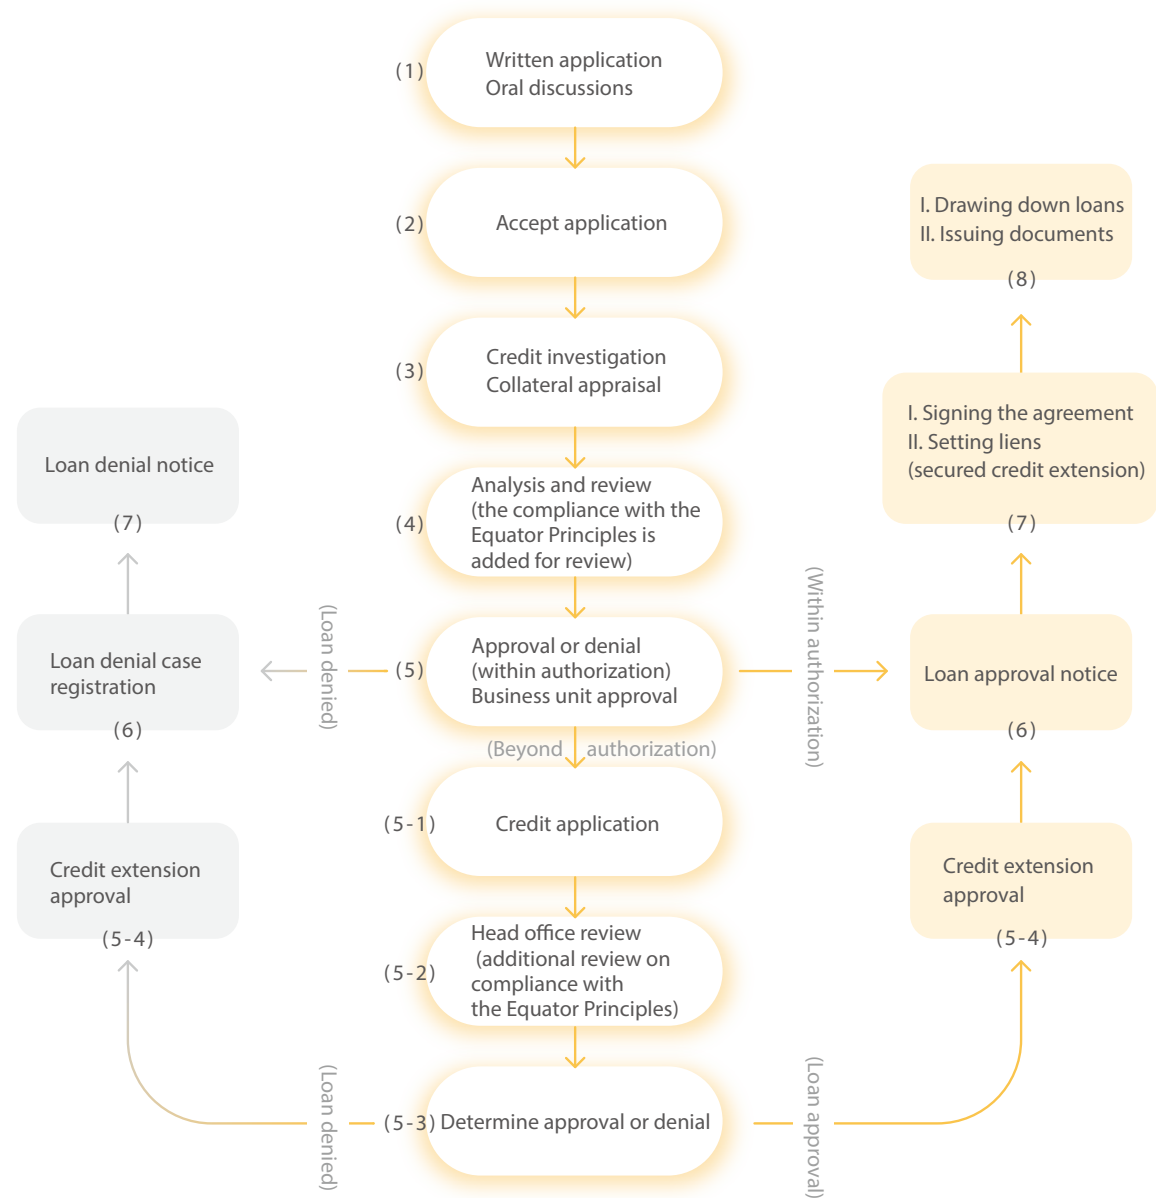 (1)
Written application
Oral discussions
(2)
Accept application
(3)
Credit investigation
Collateral appraisal
(4)
Analysis and review
(the compliance with the
Equator Principles is
added for review)
(5)
Approval or denial
(within authorization)
Business unit approval
(Beyond authorization)
(5-1)
Credit application
(5-2)
Head office review
(additional review on
compliance with
the Equator Principles)
(5-3)
Determine approval or denial
(Loan denied)
Loan denial notice
(7)
Loan denial case
registration
(6)
Credit extension
approval
(5-4)
(Loan denied)
(Within authorization)
I. Drawing down loans
II. Issuing documents
(8)
I. Signing the agreement
II. Setting liens
(secured credit extension)
(7)
Loan approval notice
(6)
Credit extension
approval
(5-4)
(Loan approval)